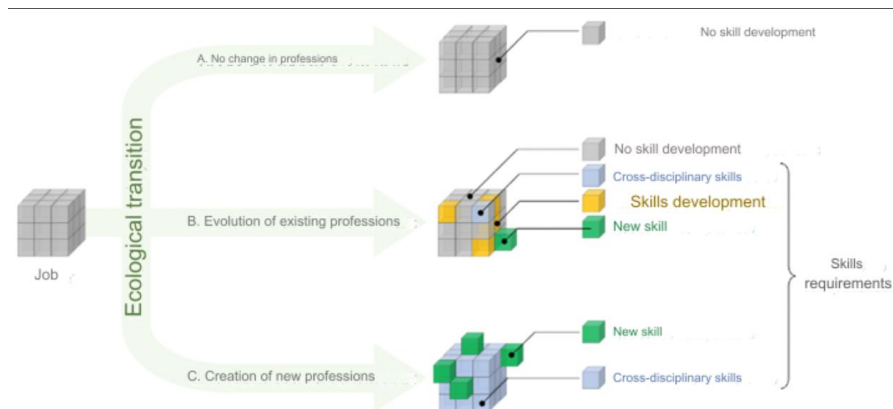 A. No change in professions
No skill development
Ecological transition
Job
B. Evolution of existing professions
No skill development
Cross-disciplinary skills
Skills development
New skill
Skills
requirements
C. Creation of new professions
New skill
Cross-disciplinary skills